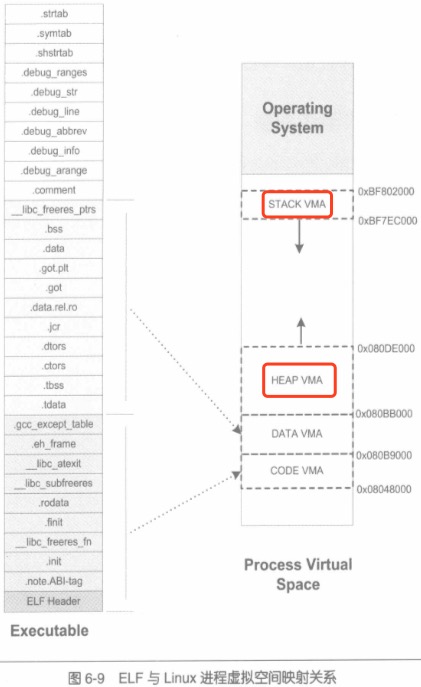 .strtab
.symtab
.shstrtab
.debug_ranges
.debug_str
.debug_line
.debug_abbrev
.debug_info
.debug_arange
.comment
__libc_freeres_ptrs
.bss
.data
.got.plt
.got
.data.rel.ro
.jcr
.dtors
.ctors
.tbss
.tdata
.gcc_except_table
.eh_frame
__libc_atexit
__libc_subfreeres
.rodata
.finit
__libc_freeres_fn
.init
.note.ABI-tag
ELF Header
Executable
Operating
System
0xBF802000
STACK VMA
0xBF7EC000
0x080DE000
HEAP VMA
0x080BB000
DATA VMA
0x080B9000
CODE VMA
0x08048000
Process Virtual
Space
图 6-9 ELF 与 Linux 进程虚拟空间映射关系